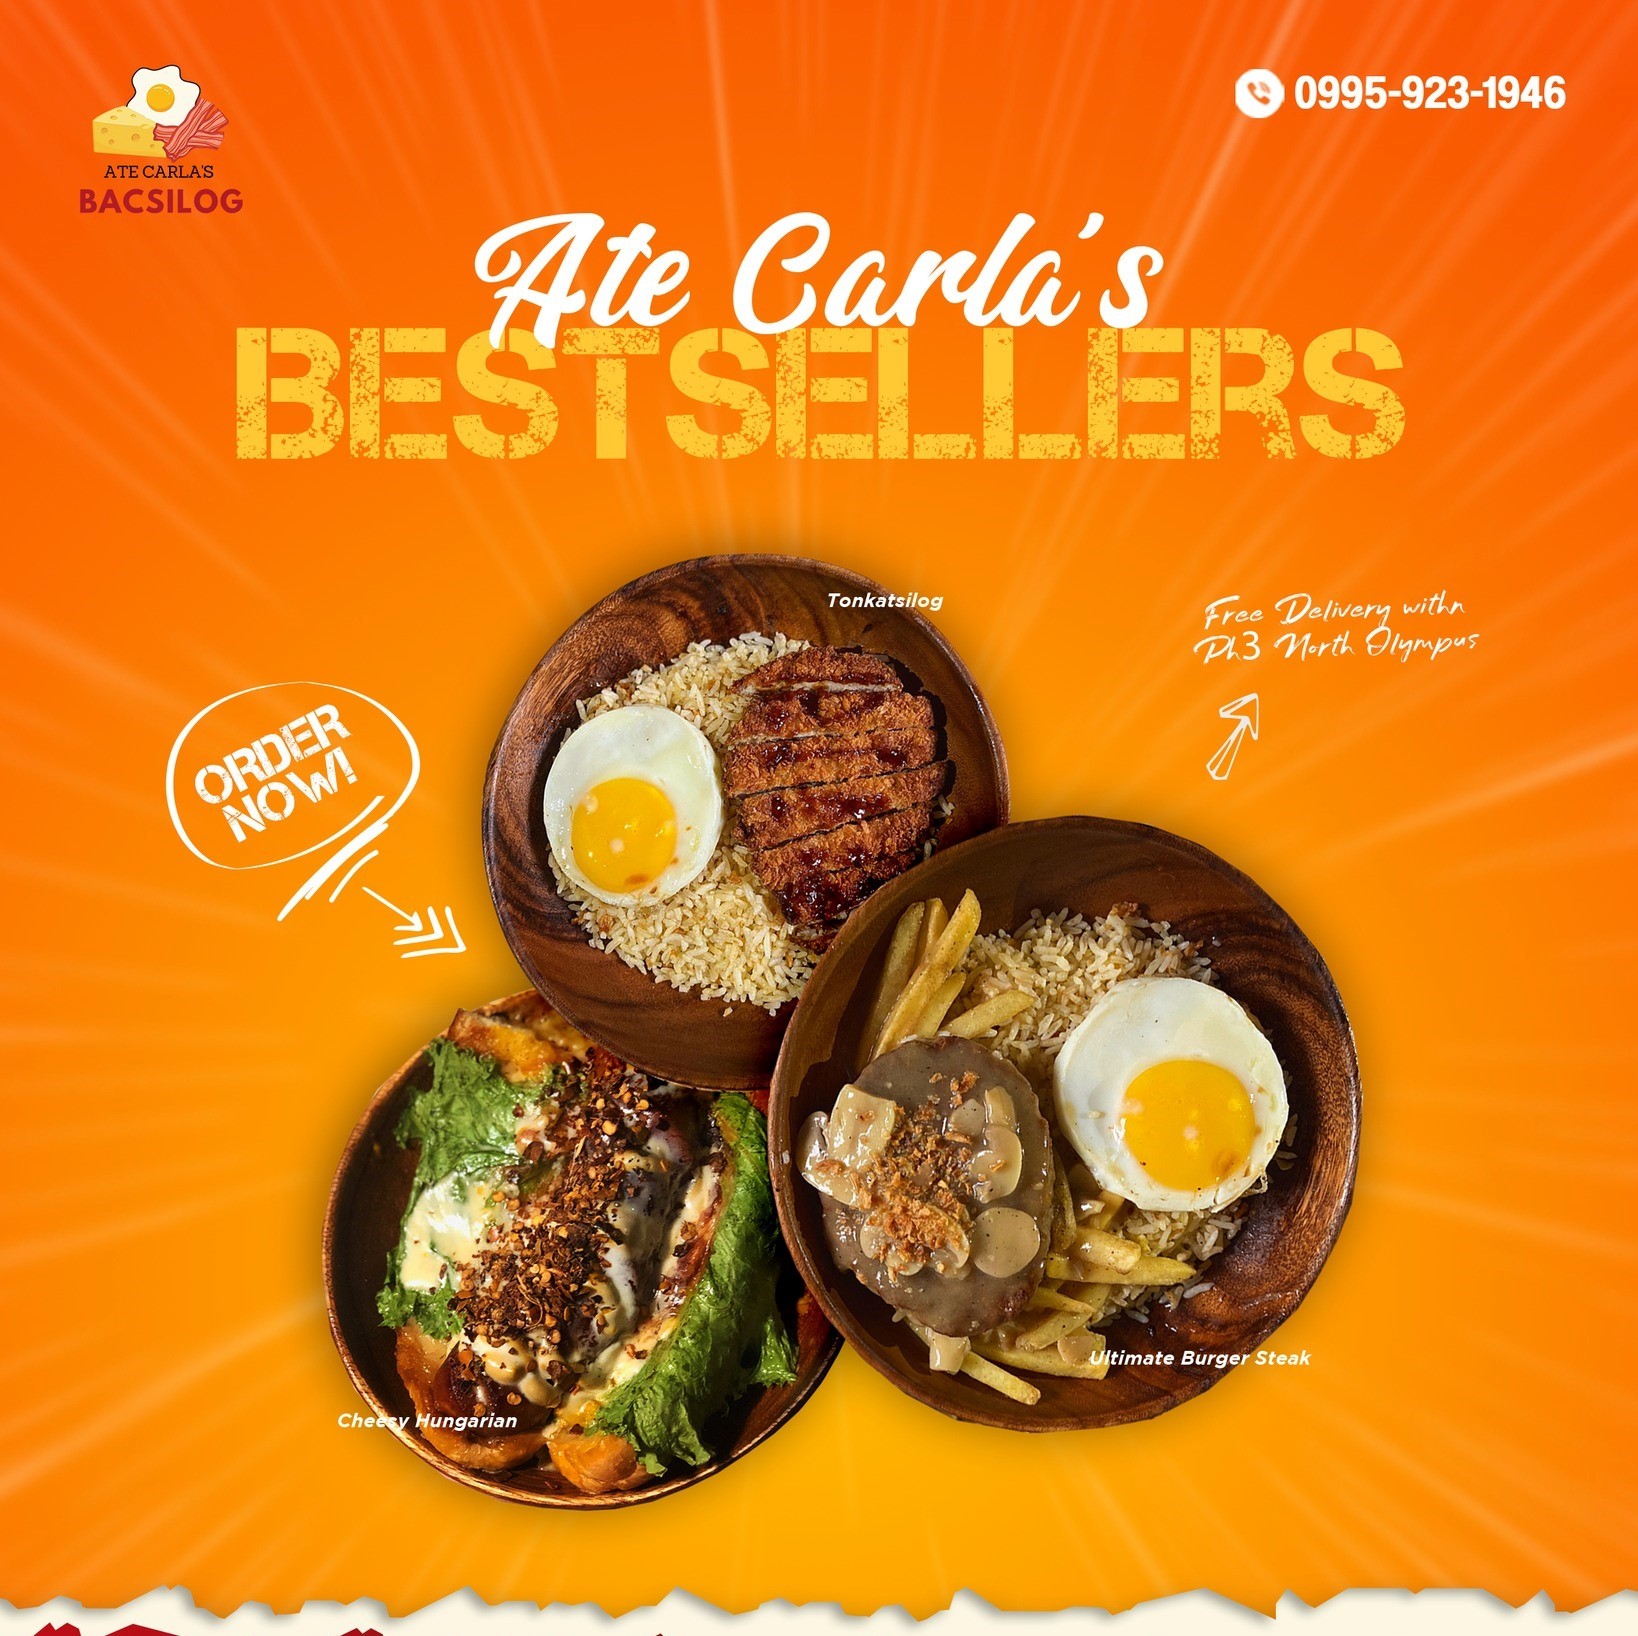 ATE CARLA'S
BACSILOG
0995-923-1946
Ate Carla's
BESTSELLERS
Tonkatsilog
Free Delivery withn
Ph3 North Olympus
ORDER
NOW!
Ultimate Burger Steak
Cheesy Hungarian